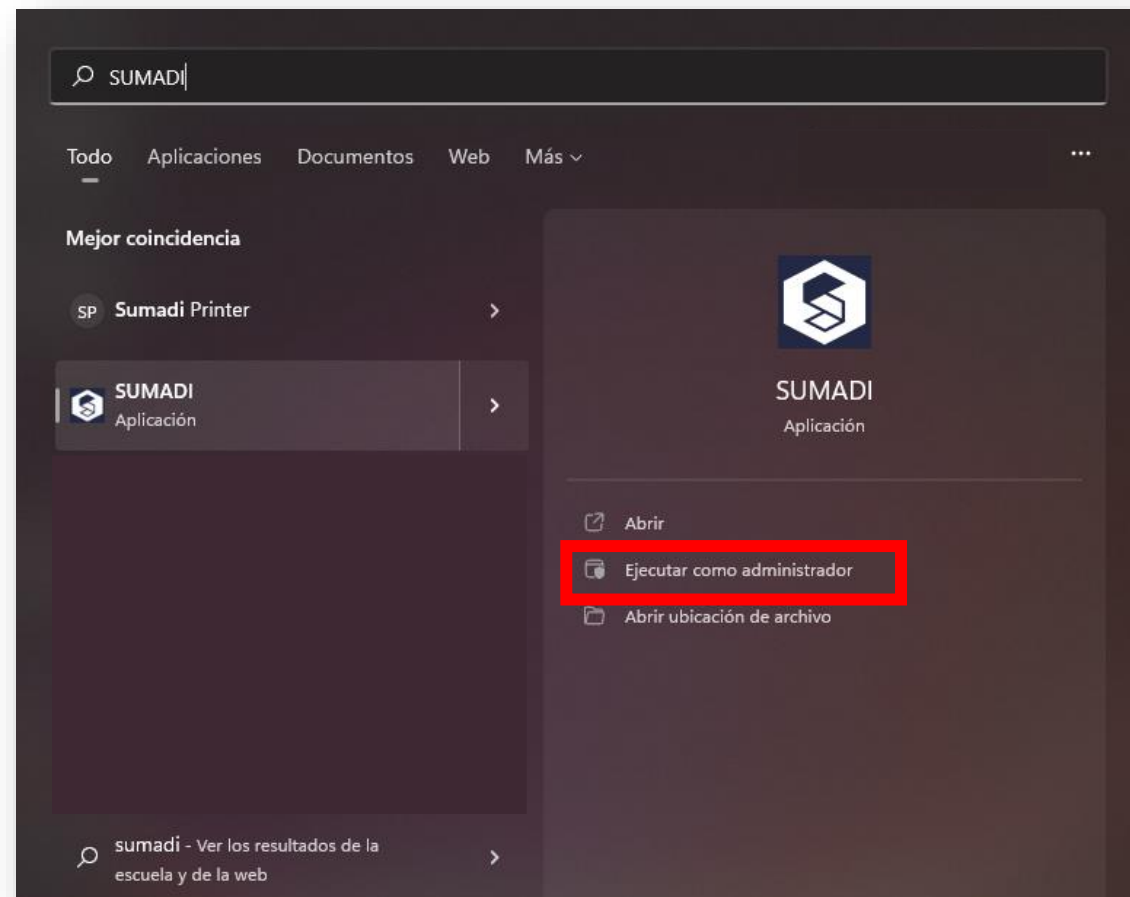 SUMADI
Todo Aplicaciones Documentos Web Más
Mejor coincidencia
SP Sumadi Printer
SUMADI
Aplicación
sumadi - Ver los resultados de la
escuela y de la web
SUMADI
Aplicación
Abrir
Ejecutar como administrador
Abrir ubicación de archivo